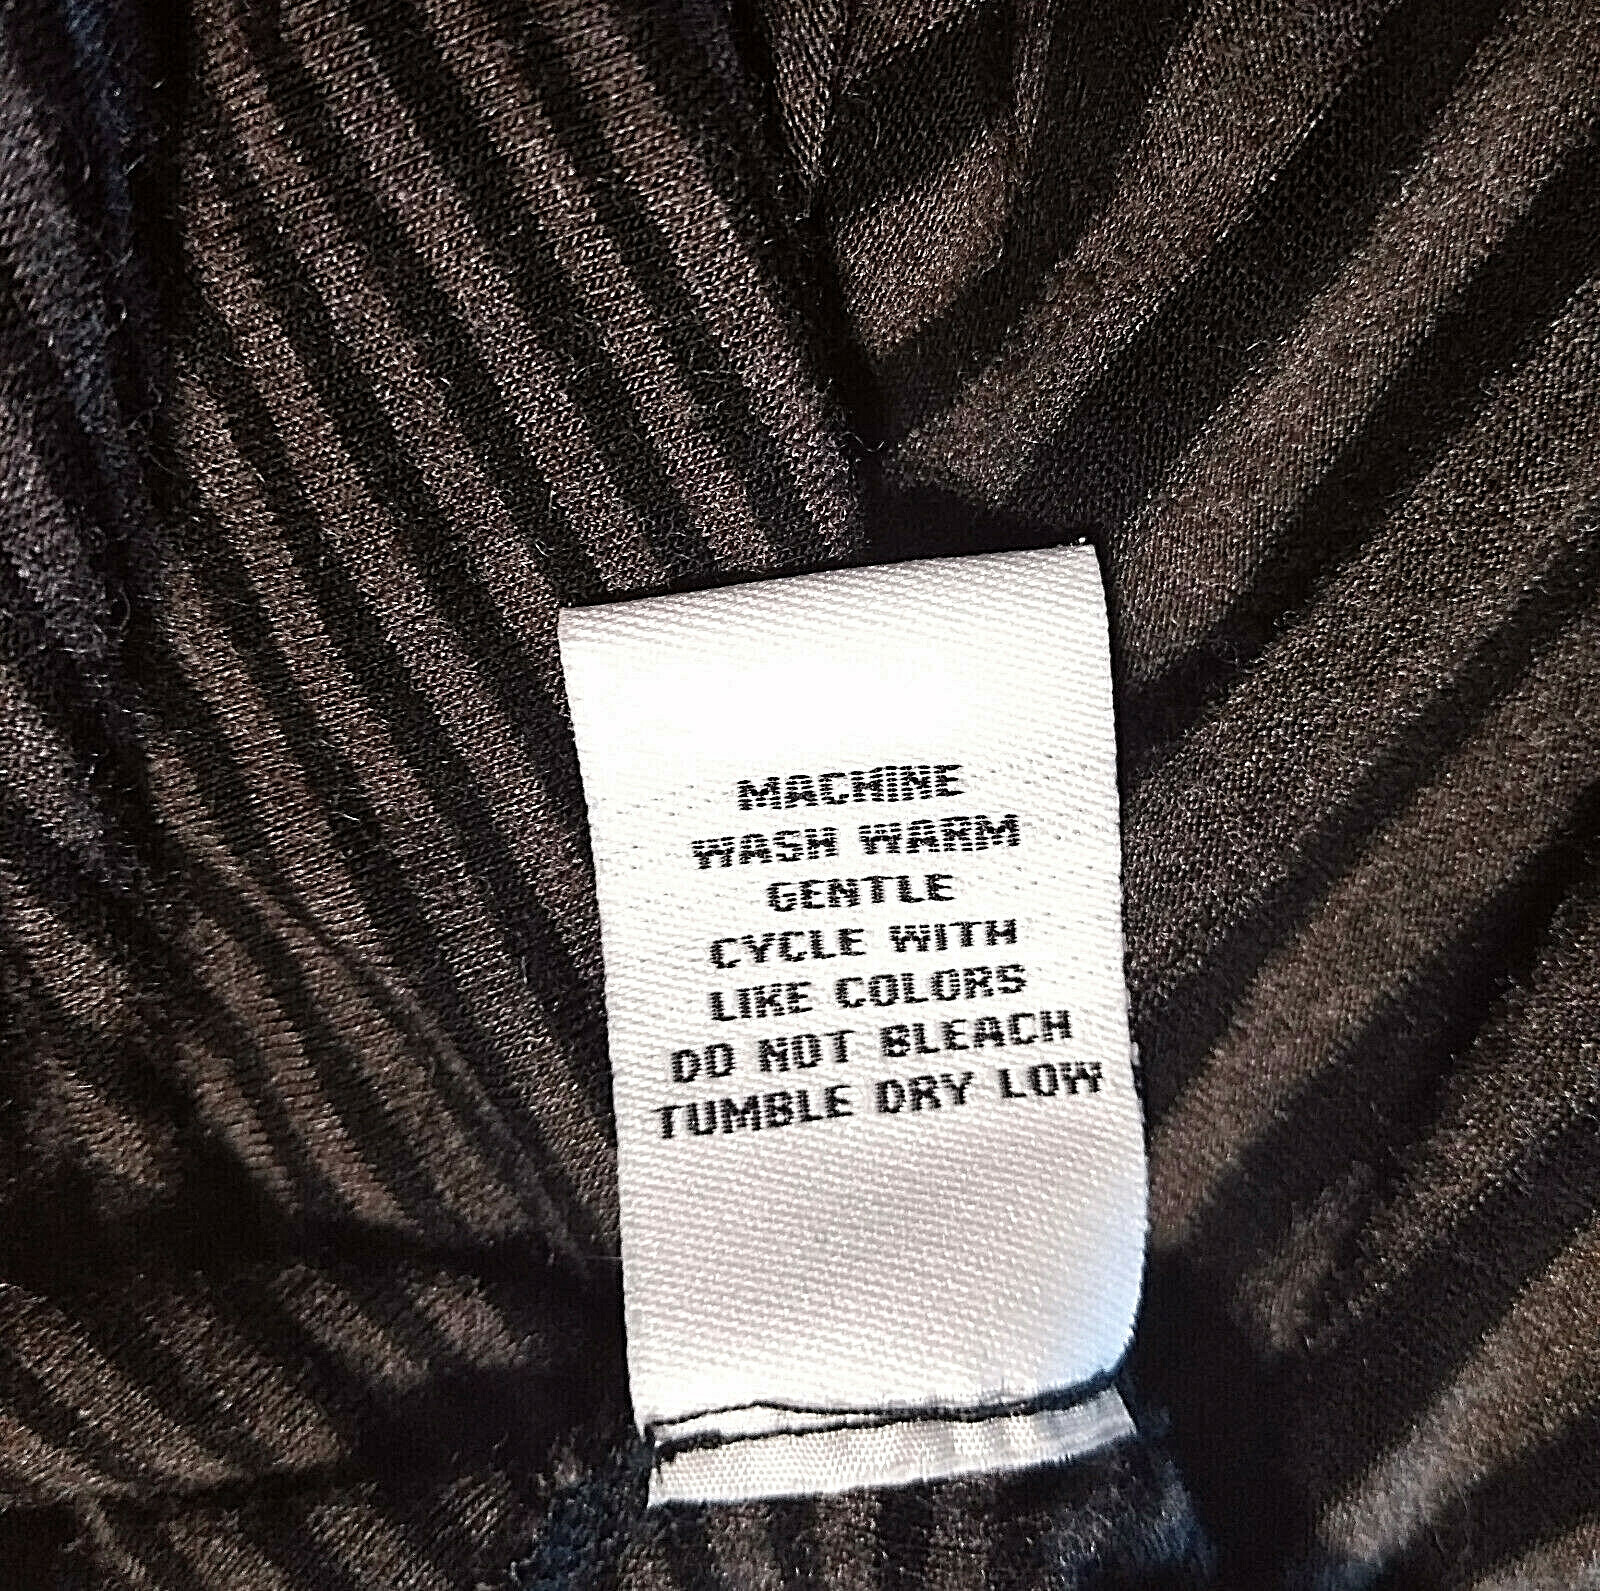 MACHINE
WASH WARM
GENTLE
CYCLE WITH
LIKE COLORS
DO NOT BLEACH
TUMBLE DRY LOW